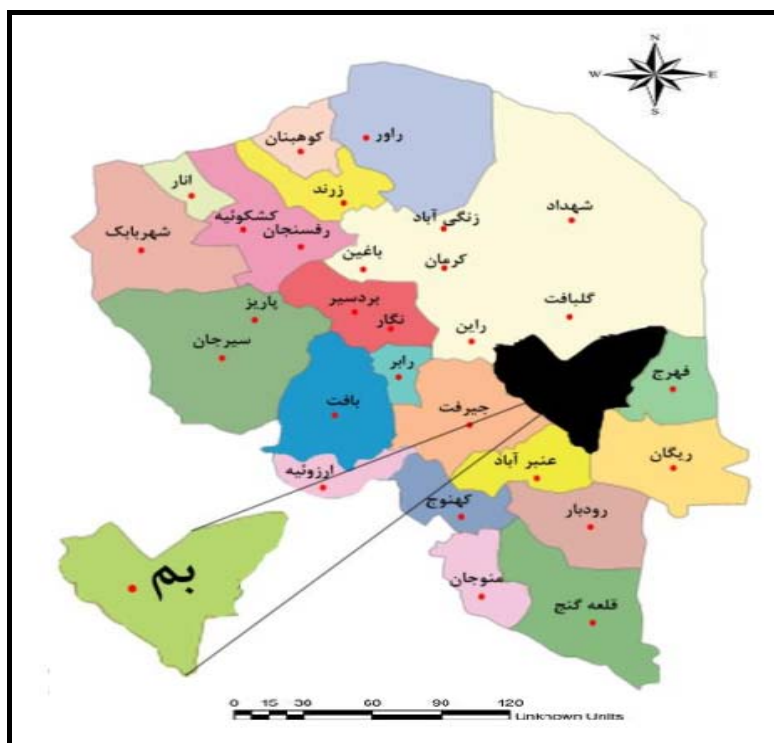 N
W E
S
راور
کوهبنان
انار
زرند
کشکوئیه
زنگی آباد
شهداد
شهربابک
رفسنجان
باغین
کرمان
پاریز
بردسیر
گلبافت
نگار
راین
سیرجان
رابر
فهرج
بافت
جیرفت
ریگان
عنبر آباد
ارزوئیه
کهنوج
رودبار
بم
منوجان
قلعه گنج
0 15 30 60 90 120
Unknown Units